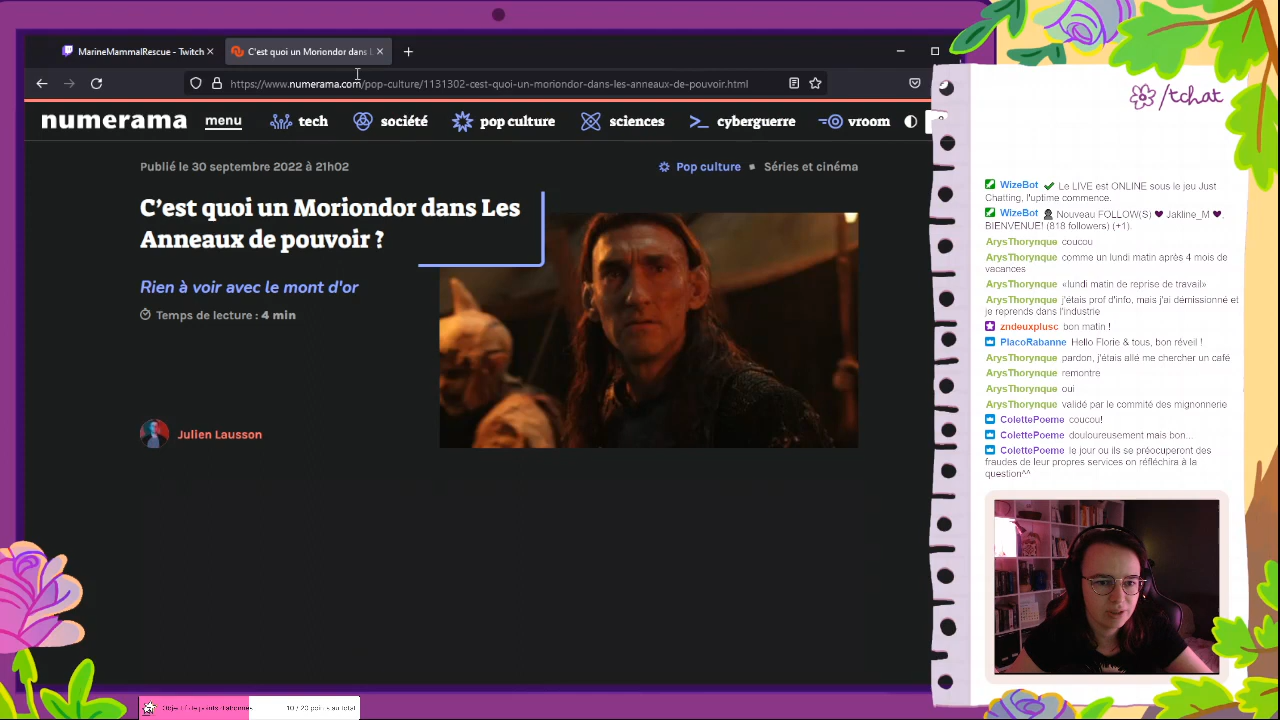 MarineMammalRescue - Twitch
C'est quoi un Moriondor dans l
https://www.numerama.com/pop-culture/1131302-cest-quoi-un-moriondor-dans-les-anneaux-de-pouvoir.html
numerama
menu
tech
société
pop culture
sciences
cyberguerre
vroom
Publié le 30 septembre 2022 à 21h02
Pop culture
Séries et cinéma
C'est quoi un Moriondor dans Les
Anneaux de pouvoir ?
Rien à voir avec le mont d'or
Temps de lecture : 4 min
Julien Lausson
/tchat
WizeBot Le LIVE est ONLINE sous le jeu Just
Chatting, l'uptime commence.
WizeBot Nouveau FOLLOW(S) Jakline_M ,
BIENVENUE! (818 followers) (+1).
ArysThorynque coucou
ArysThorynque comme un lundi matin après 4 mois de
vacances
ArysThorynque «lundi matin de reprise de travail»
ArysThorynque j'étais prof d'info, mais j'ai démissionné et
je reprends dans l'industrie
zndeuxplusc bon matin !
PlacoRabanne Hello Florie & tous, bon réveil !
ArysThorynque pardon, j'étais allé me chercher un café
ArysThorynque remontre
ArysThorynque oui
ArysThorynque validé par le commité des mignonnerie
ColettePoeme coucou!
ColettePoeme douloureusement mais bon...
ColettePoeme le jour ou ils se préocuperont des
fraudes de leur propres services on réfléchira à la
question^^